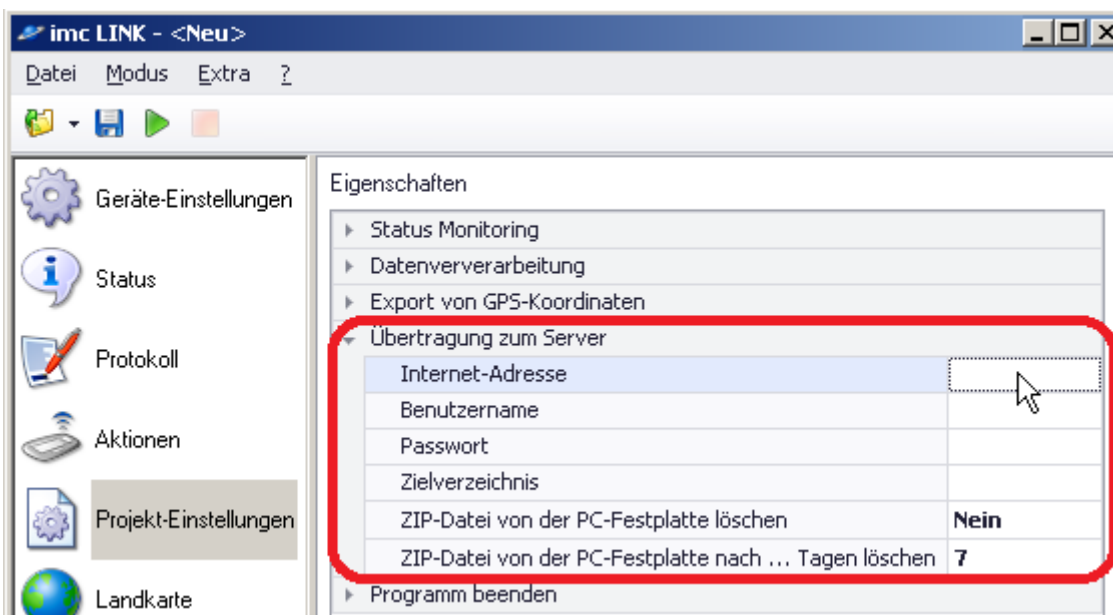 imc LINK - <Neu>
Datei Modus Extra ?
Geräte-Einstellungen
Status
Protokoll
Aktionen
Projekt-Einstellungen
Landkarte
Eigenschaften
Status Monitoring
Datenververarbeitung
Export von GPS-Koordinaten
Übertragung zum Server
Internet-Adresse
Benutzername
Passwort
Zielverzeichnis
ZIP-Datei von der PC-Festplatte löschen Nein
ZIP-Datei von der PC-Festplatte nach ... Tagen löschen 7
Programm beenden